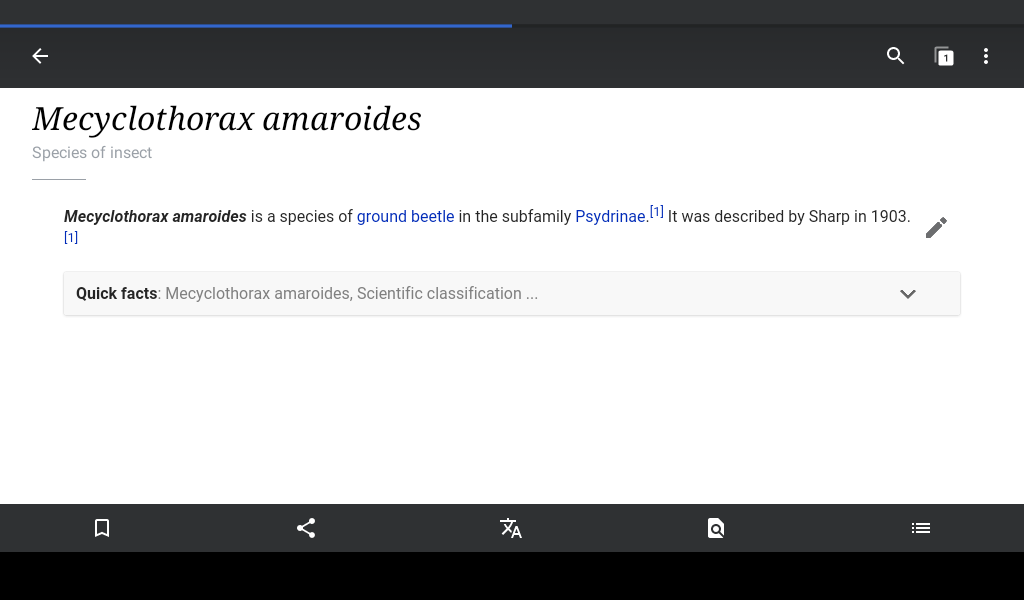 1
Mecyclothorax amaroides
Species of insect
Mecyclothorax amaroides is a species of ground beetle in the subfamily Psydrinae.[1] It was described by Sharp in 1903.
[1]
Quick facts: Mecyclothorax amaroides, Scientific classification ...